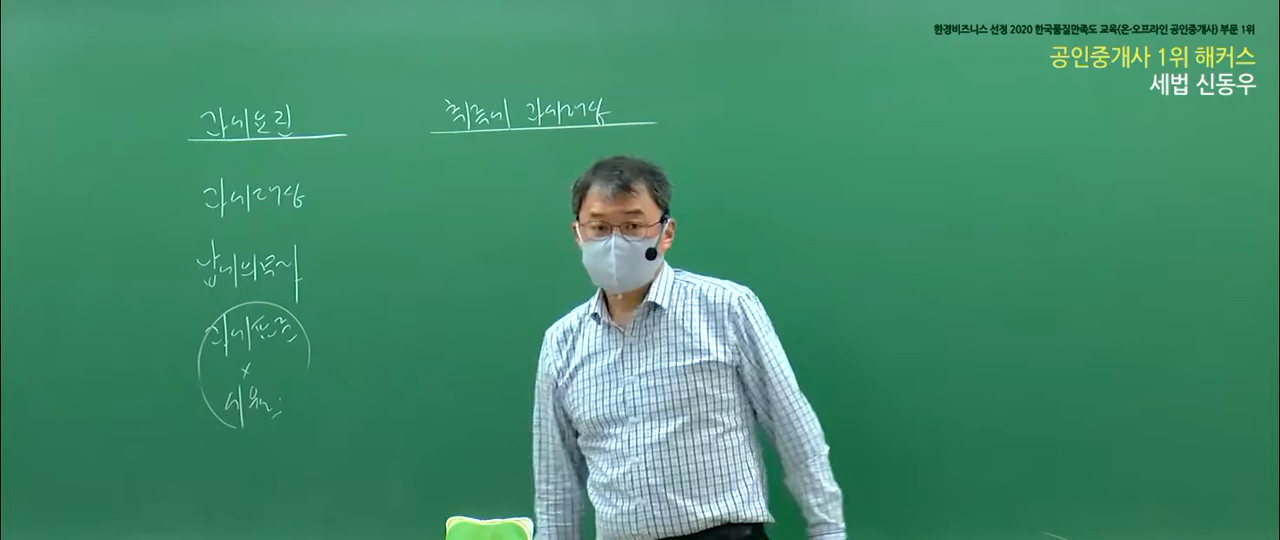 한경비즈니스 선정 2020 한국품질만족도 교육(온·오프라인 공인중개사) 부문 1위
공인중개사 1위 해커스
세법 신동우
과세논리
취득세 과세대상
과세대상
납세의무자
과세표준
×
세율